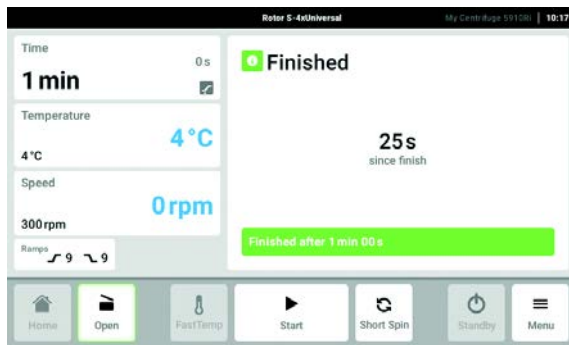 Rotor S-4xUniversal
My Centrifuge 5910Ri
10:17
Time
0 s
1 min
Temperature
4 °C
4 °C
Speed
0 rpm
300 rpm
Ramps
9 9
Finished
25 s
since finish
Finished after 1 min 00 s
Home
Open
FastTemp
Start
Short Spin
Standby
Menu